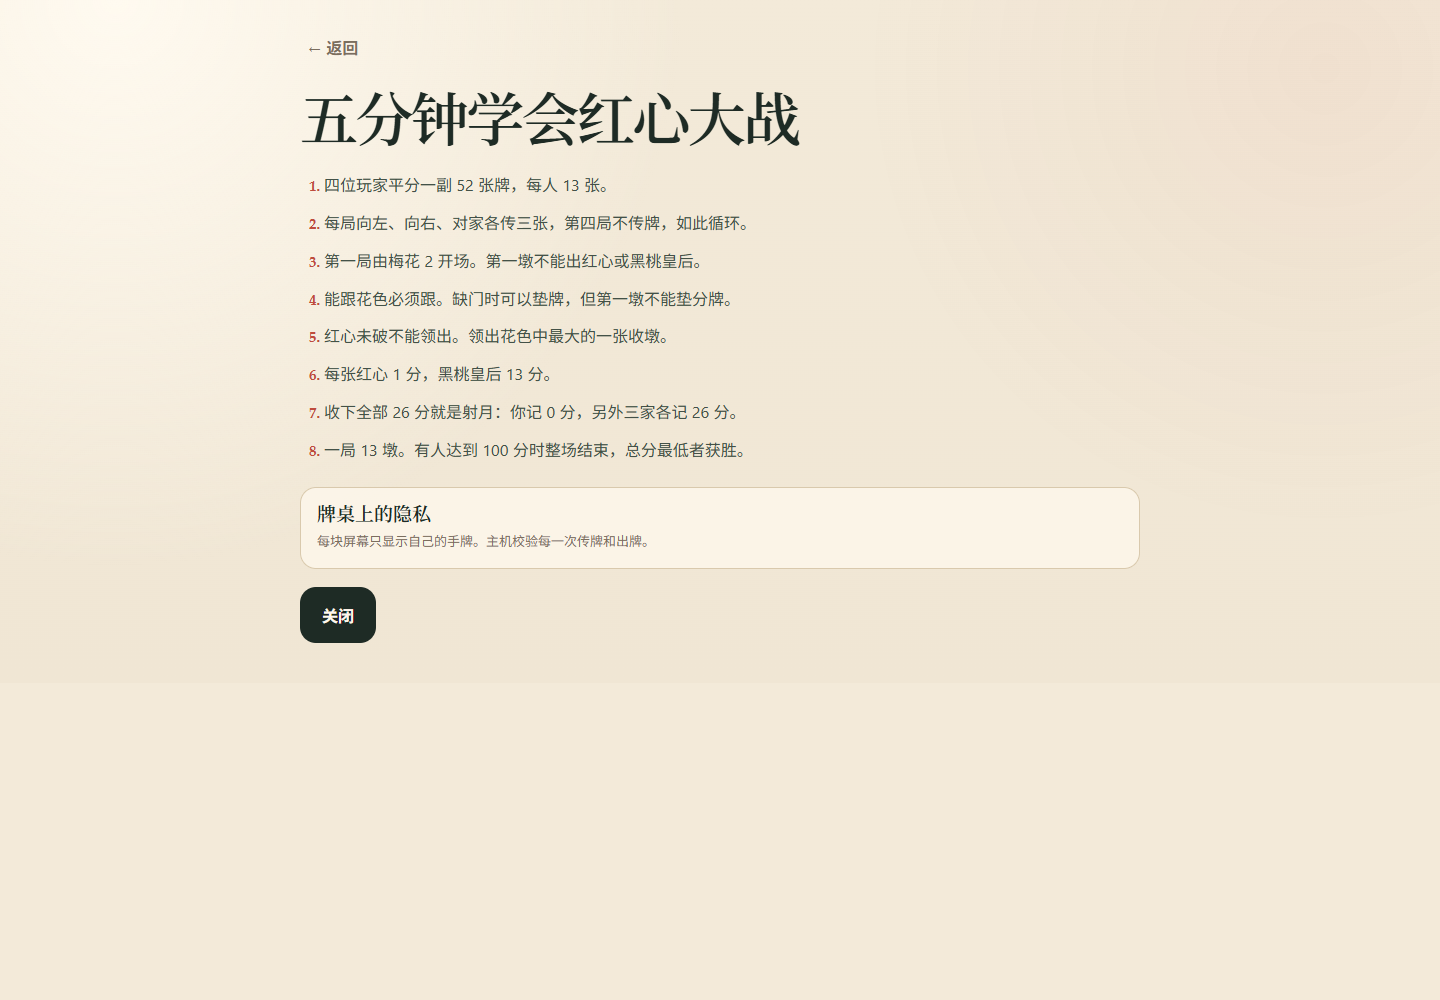 ← 返回
五分钟学会红心大战
1. 四位玩家平分一副 52 张牌，每人 13 张。
2. 每局向左、向右、对家各传三张，第四局不传牌，如此循环。
3. 第一局由梅花 2 开场。第一墩不能出红心或黑桃皇后。
4. 能跟花色必须跟。缺门时可以垫牌，但第一墩不能垫分牌。
5. 红心未破不能领出。领出花色中最大的一张收墩。
6. 每张红心 1 分，黑桃皇后 13 分。
7. 收下全部 26 分就是射月：你记 0 分，另外三家各记 26 分。
8. 一局 13 墩。有人达到 100 分时整场结束，总分最低者获胜。
牌桌上的隐私
每块屏幕只显示自己的手牌。主机校验每一次传牌和出牌。
关闭